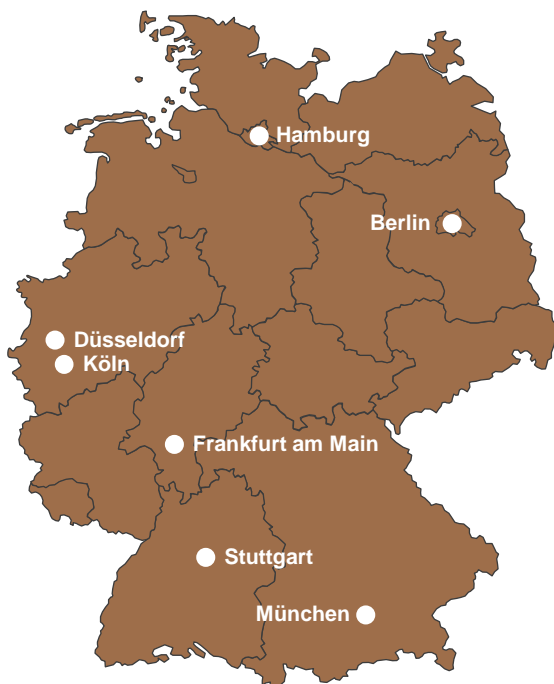 Hamburg
Berlin
Düsseldorf
Köln
Frankfurt am Main
Stuttgart
München